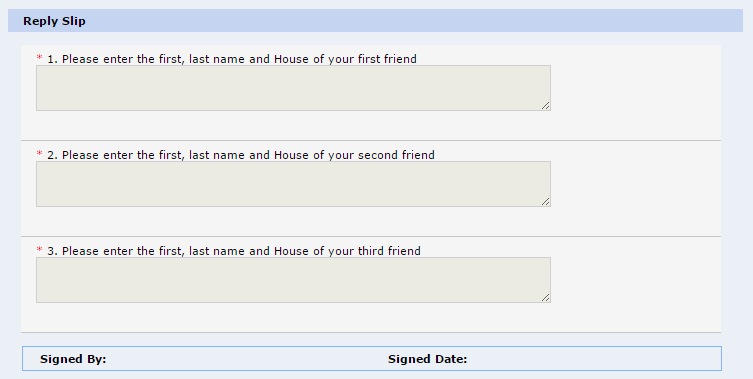 Reply Slip
* 1. Please enter the first, last name and House of your first friend
* 2. Please enter the first, last name and House of your second friend
* 3. Please enter the first, last name and House of your third friend
Signed By: Signed Date: